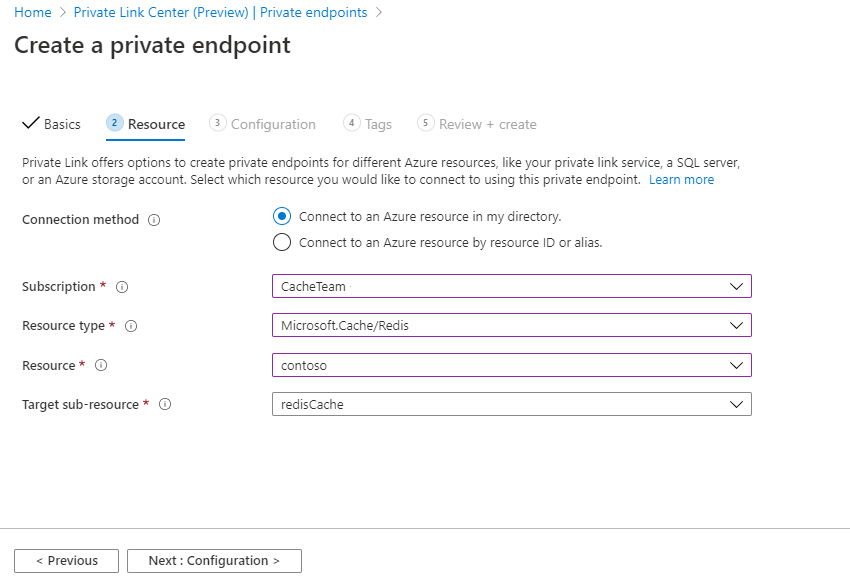 Home > Private Link Center (Preview) | Private endpoints >
Create a private endpoint
Basics 2 Resource 3 Configuration 4 Tags 5 Review + create
Private Link offers options to create private endpoints for different Azure resources, like your private link service, a SQL server,
or an Azure storage account. Select which resource you would like to connect to using this private endpoint. Learn more
Connection method
Connect to an Azure resource in my directory.
Connect to an Azure resource by resource ID or alias.
Subscription * CacheTeam
Resource type * Microsoft.Cache/Redis
Resource * contoso
Target sub-resource * redisCache
< Previous Next : Configuration >